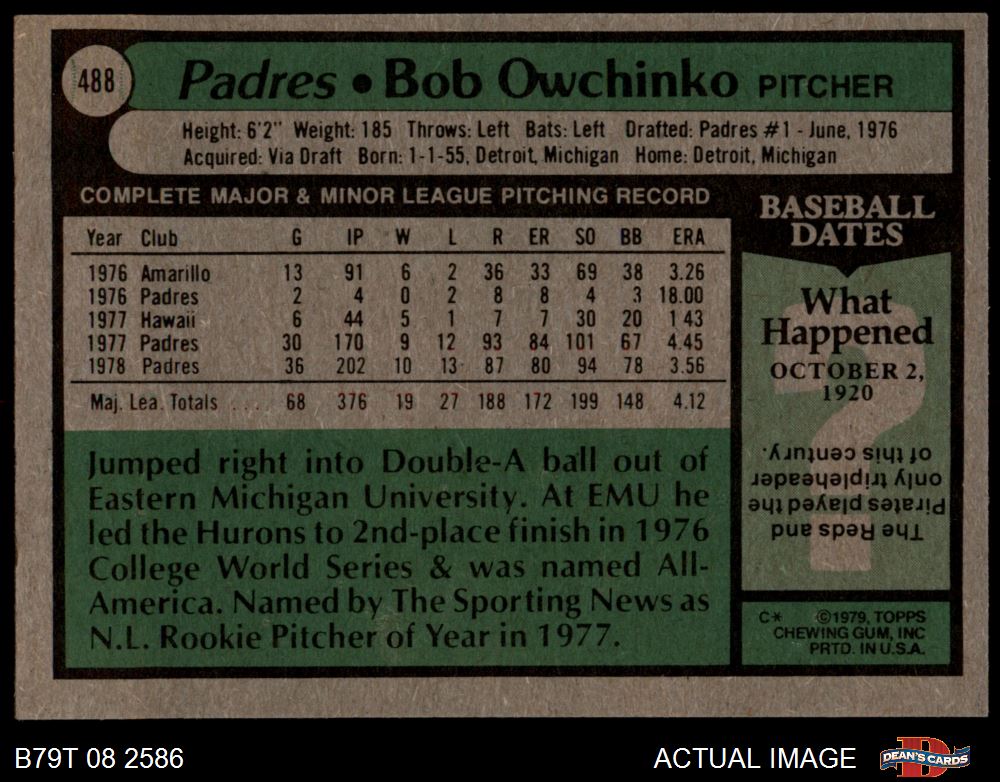 488
Padres • Bob Owchinko PITCHER
Height: 6'2" Weight: 185 Throws: Left Bats: Left Drafted: Padres #1 - June, 1976
Acquired: Via Draft Born: 1-1-55, Detroit, Michigan Home: Detroit, Michigan
COMPLETE MAJOR & MINOR LEAGUE PITCHING RECORD
Year Club G IP W L R ER SO BB ERA
1976 Amarillo 13 91 6 2 36 33 69 38 3.26
1976 Padres 2 4 0 2 8 8 4 3 18.00
1977 Hawaii 6 44 5 1 7 7 30 20 1 43
1977 Padres 30 170 9 12 93 84 101 67 4.45
1978 Padres 36 202 10 13 87 80 94 78 3.56
Maj. Lea. Totals .... 68 376 19 27 188 172 199 148 4.12
Jumped right into Double-A ball out of
Eastern Michigan University. At EMU he
led the Hurons to 2nd-place finish in 1976
College World Series & was named All-
America. Named by The Sporting News as
N.L. Rookie Pitcher of Year in 1977.
BASEBALL
DATES
What
Happened
OCTOBER 2,
1920
?
The Reds and
Pirates played the
only tripleheader
of this century.
C* ©1979, TOPPS
CHEWING GUM, INC
PRTD. IN U.S.A.
B79T 08 2586
ACTUAL IMAGE
D
DEAN'S CARDS